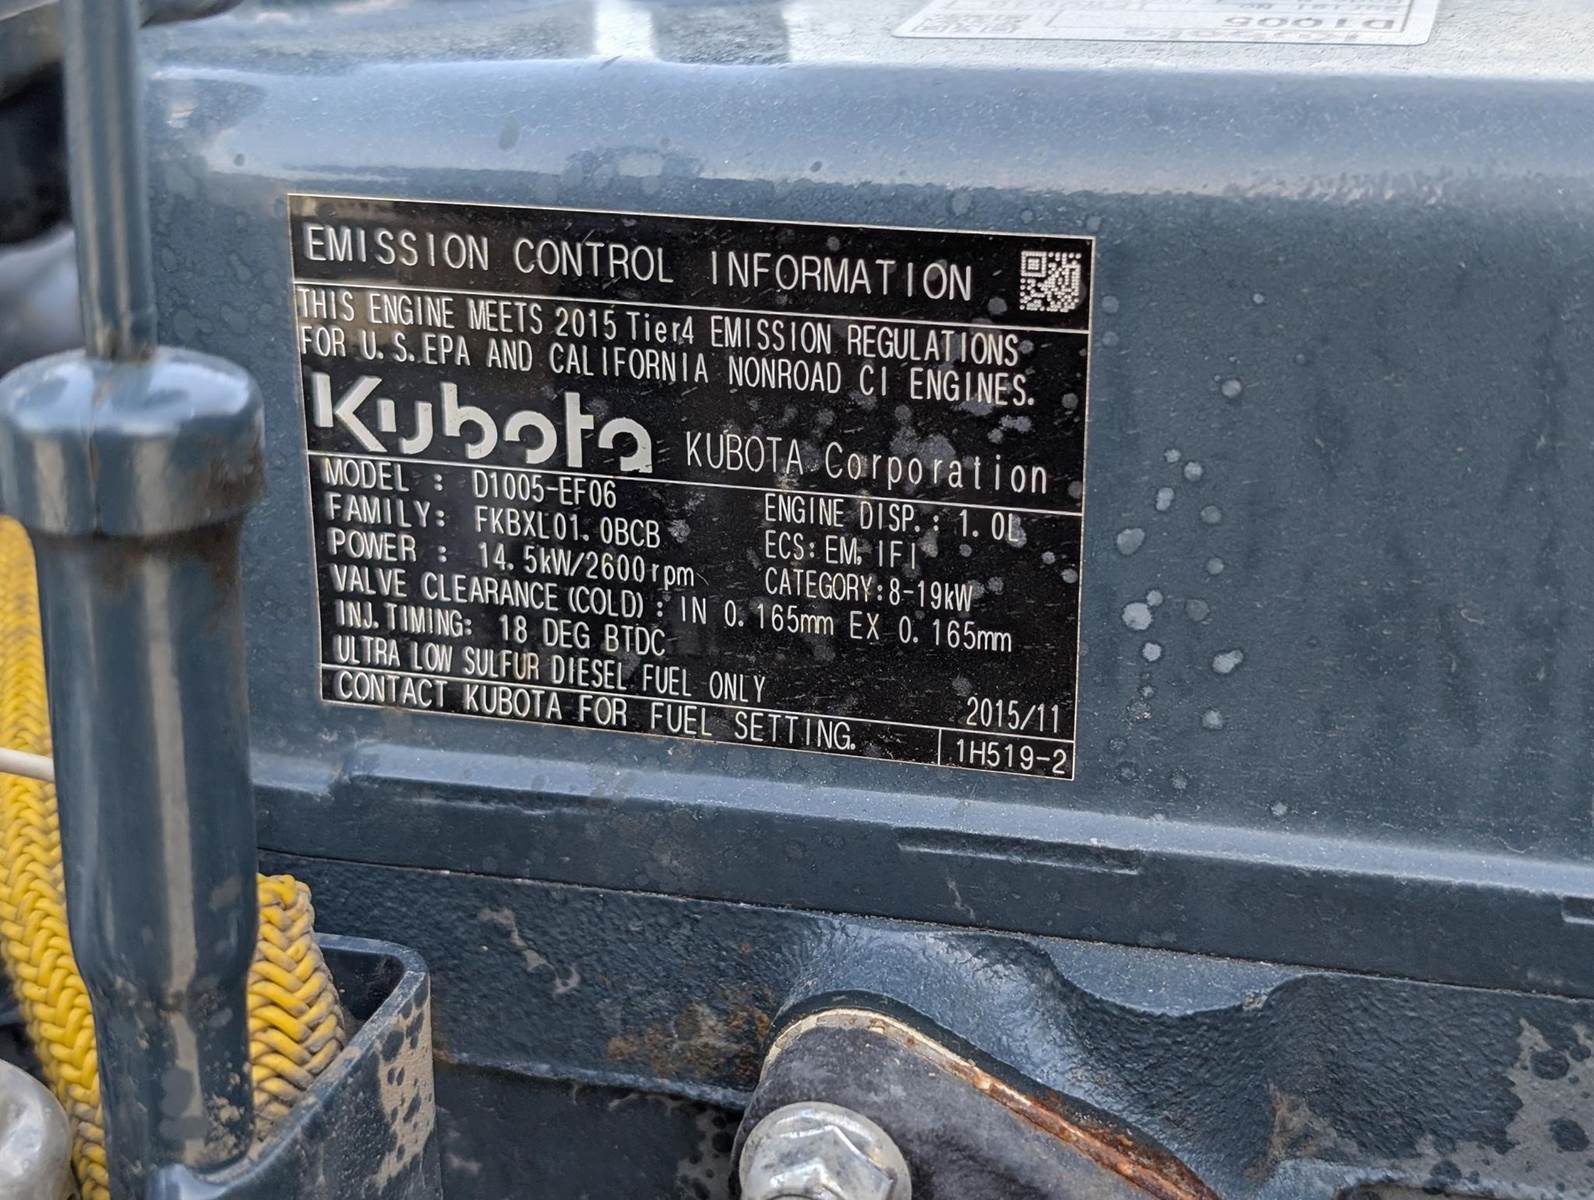 D1005
EMISSION CONTROL INFORMATION
THIS ENGINE MEETS 2015 Tier4 EMISSION REGULATIONS
FOR U.S.EPA AND CALIFORNIA NONROAD CI ENGINES.
Kubota KUBOTA Corporation
MODEL : D1005-EF06
ENGINE DISP.: 1.0L
FAMILY: FKBXL01.0BCB
ECS: EM, IFI
POWER : 14.5kW/2600rpm
CATEGORY:8-19kW
VALVE CLEARANCE (COLD) : IN 0.165mm EX 0.165mm
INJ.TIMING: 18 DEG BTDC
ULTRA LOW SULFUR DIESEL FUEL ONLY
2015/11
CONTACT KUBOTA FOR FUEL SETTING.
1H519-2